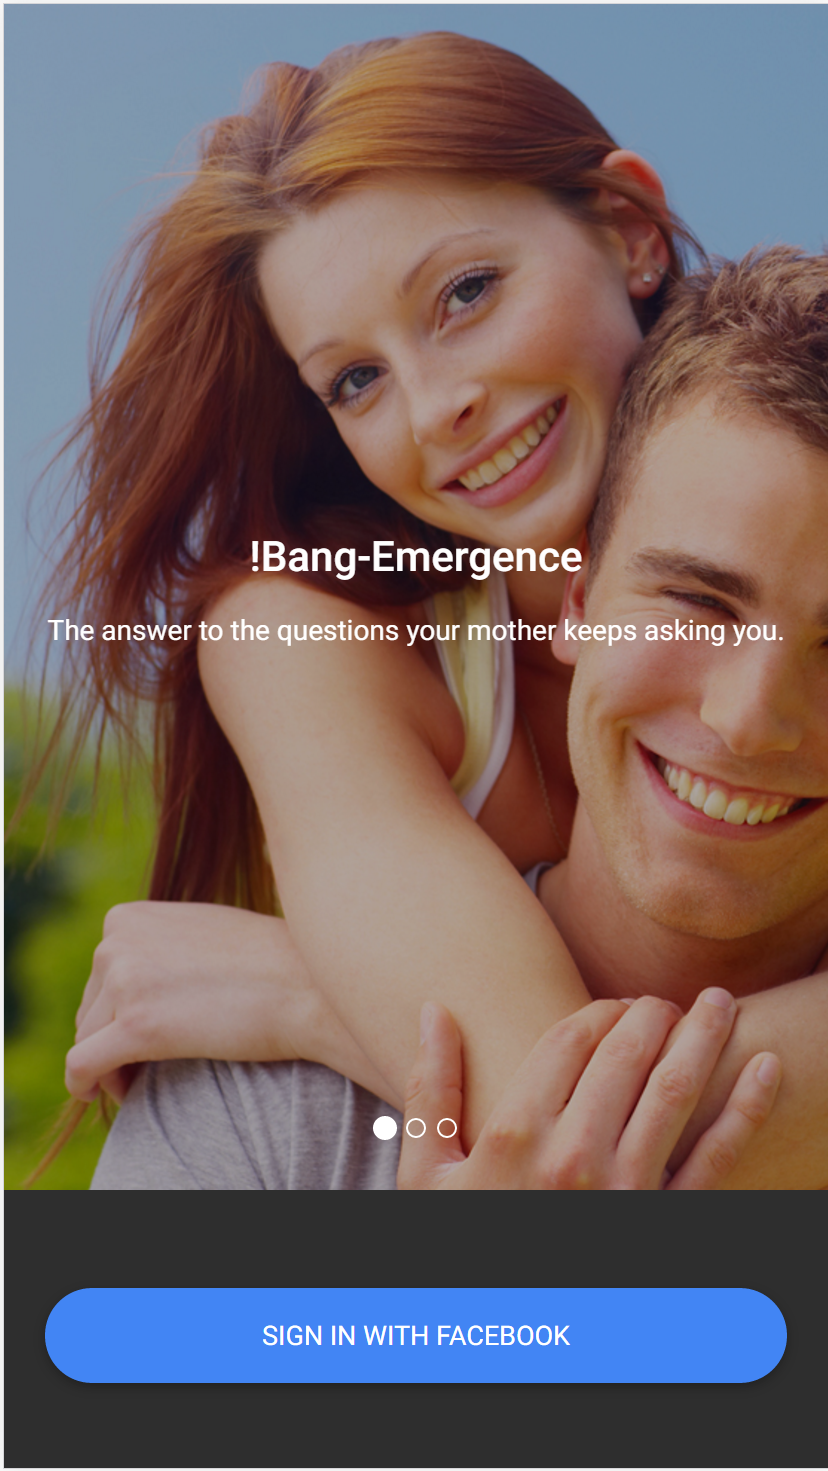 !Bang-Emergence
The answer to the questions your mother keeps asking you.
SIGN IN WITH FACEBOOK